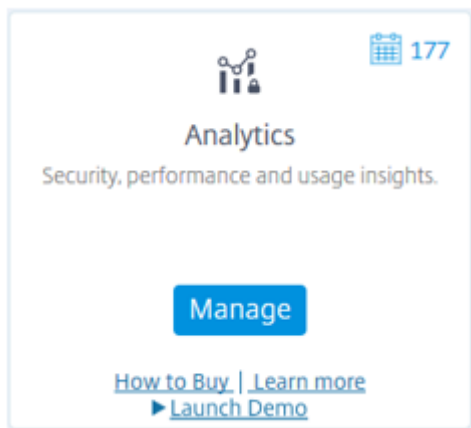 177
Analytics
Security, performance and usage insights.
Manage
How to Buy | Learn more
▶ Launch Demo